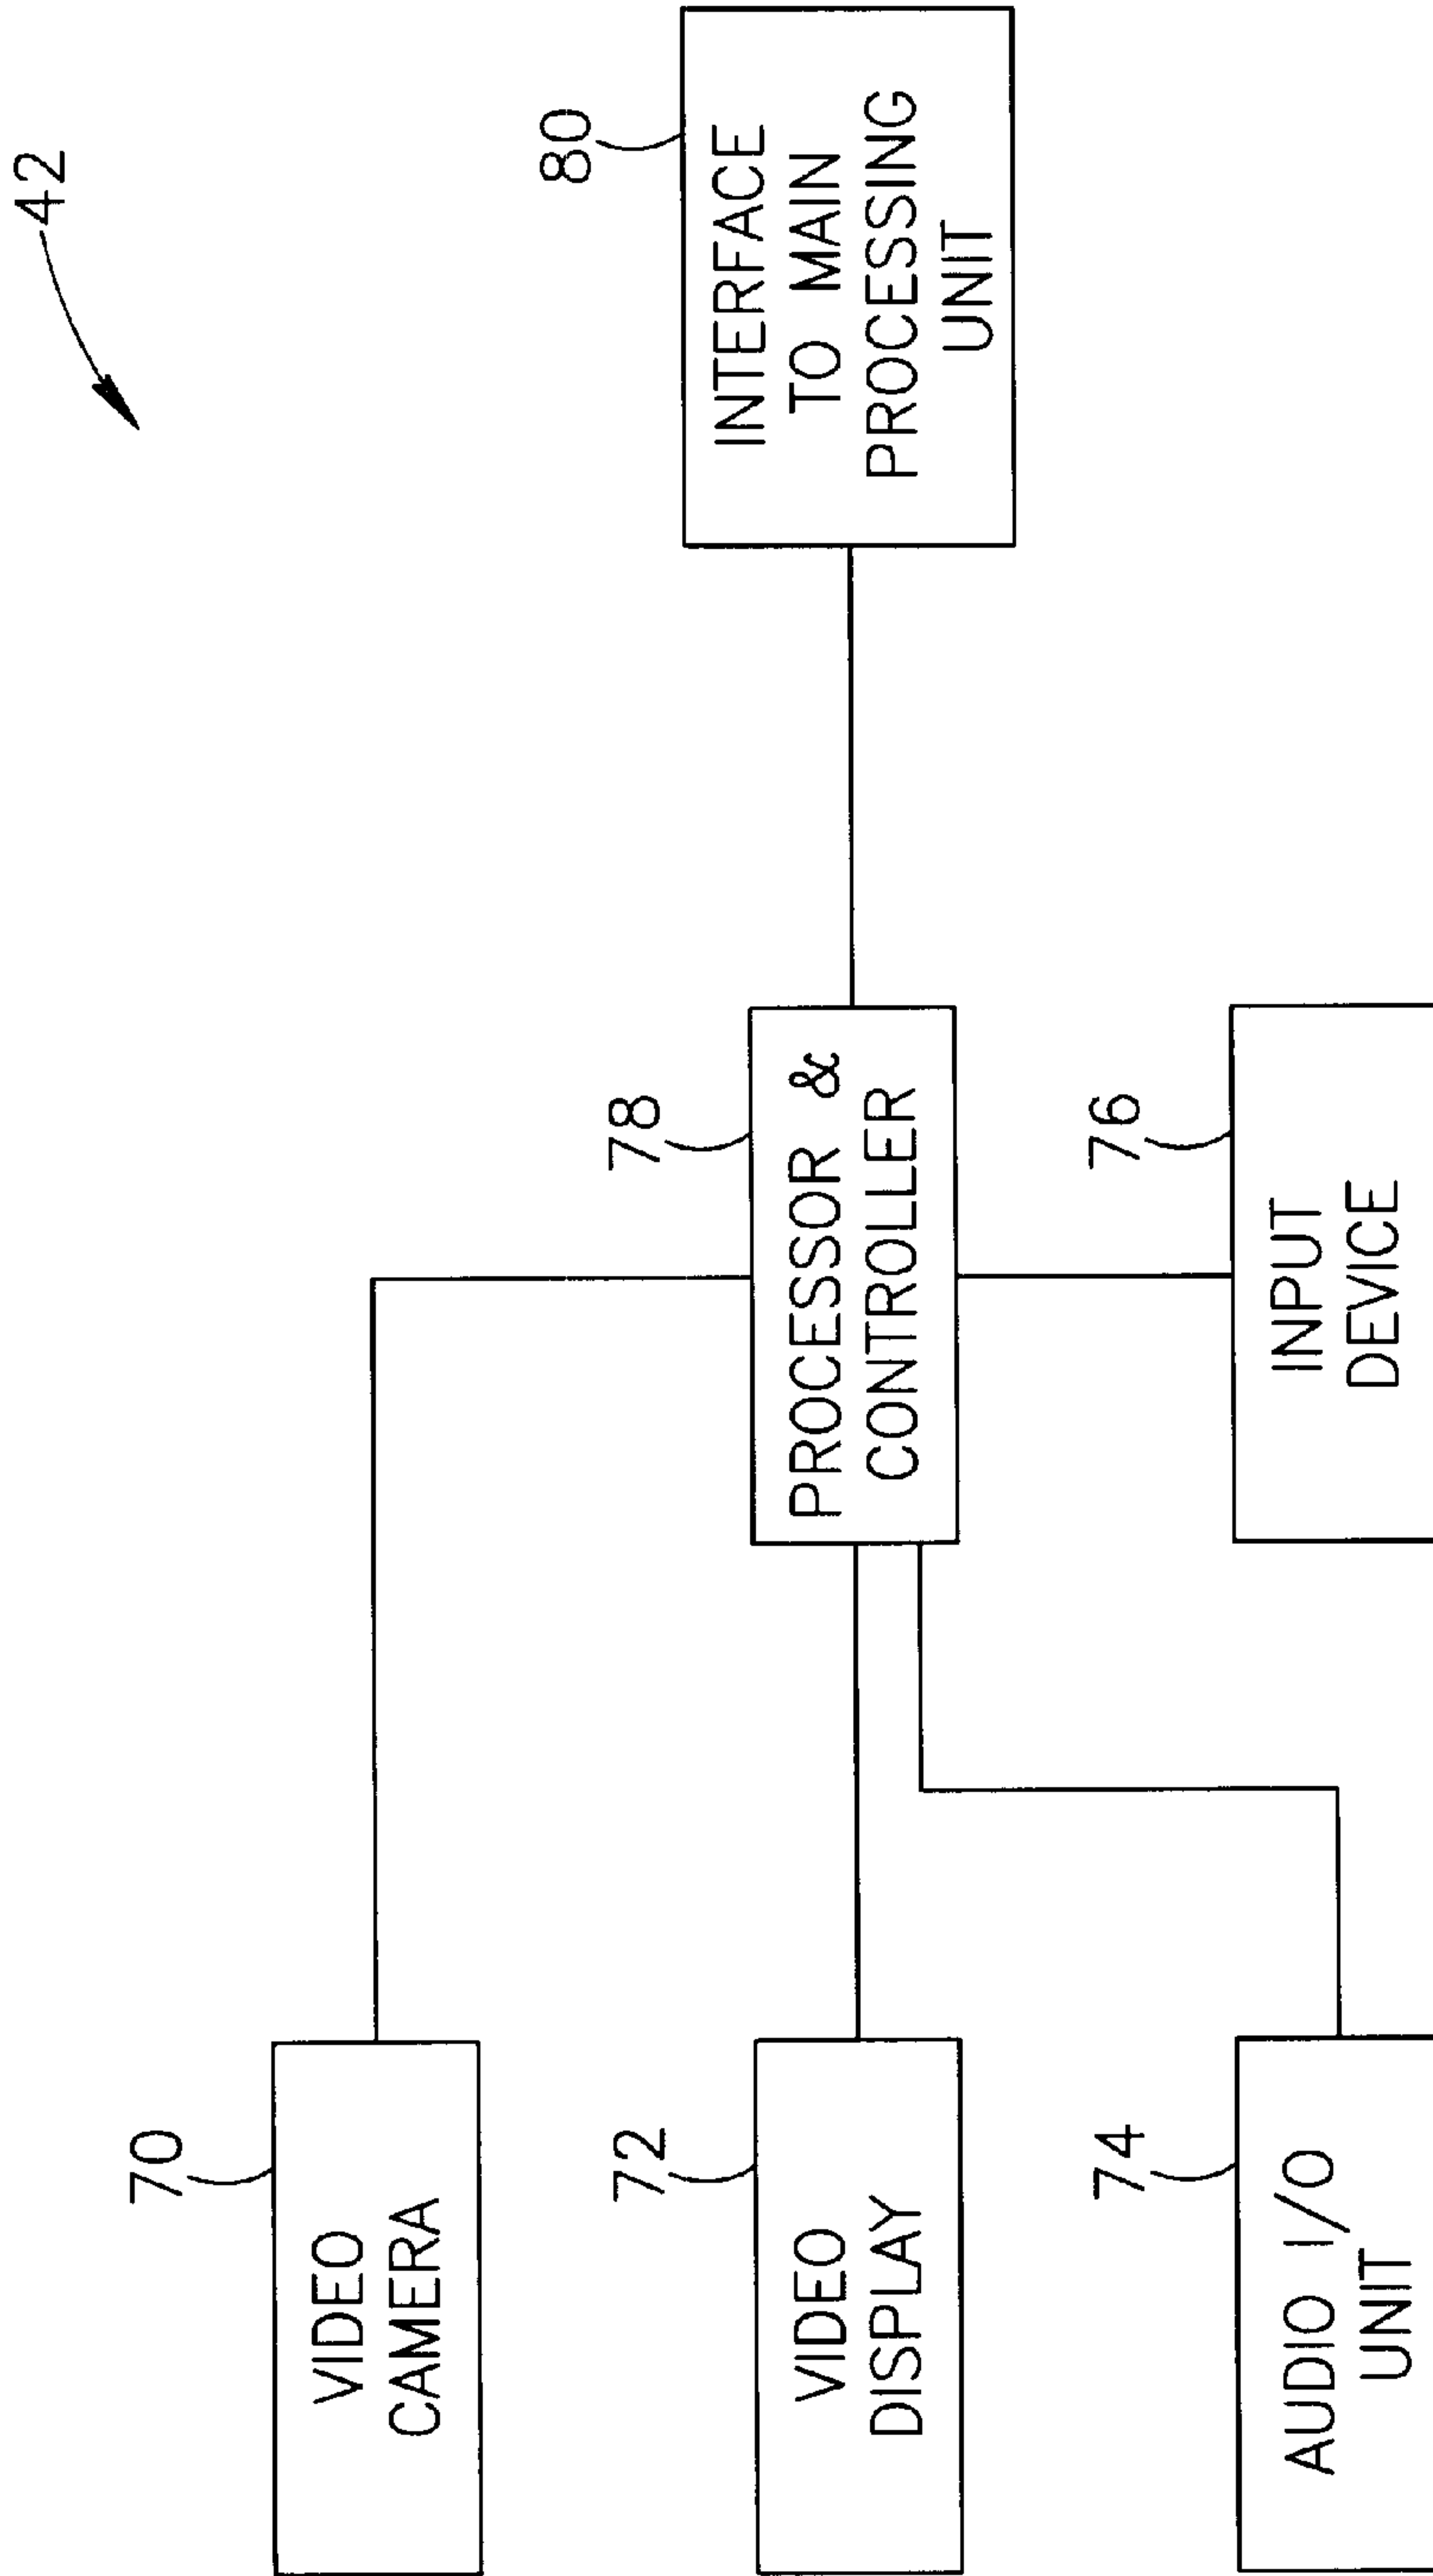 42
70
VIDEO
CAMERA
72
VIDEO
DISPLAY
74
AUDIO I/O
UNIT
78
PROCESSOR &
CONTROLLER
76
INPUT
DEVICE
80
INTERFACE
TO MAIN
PROCESSING
UNIT